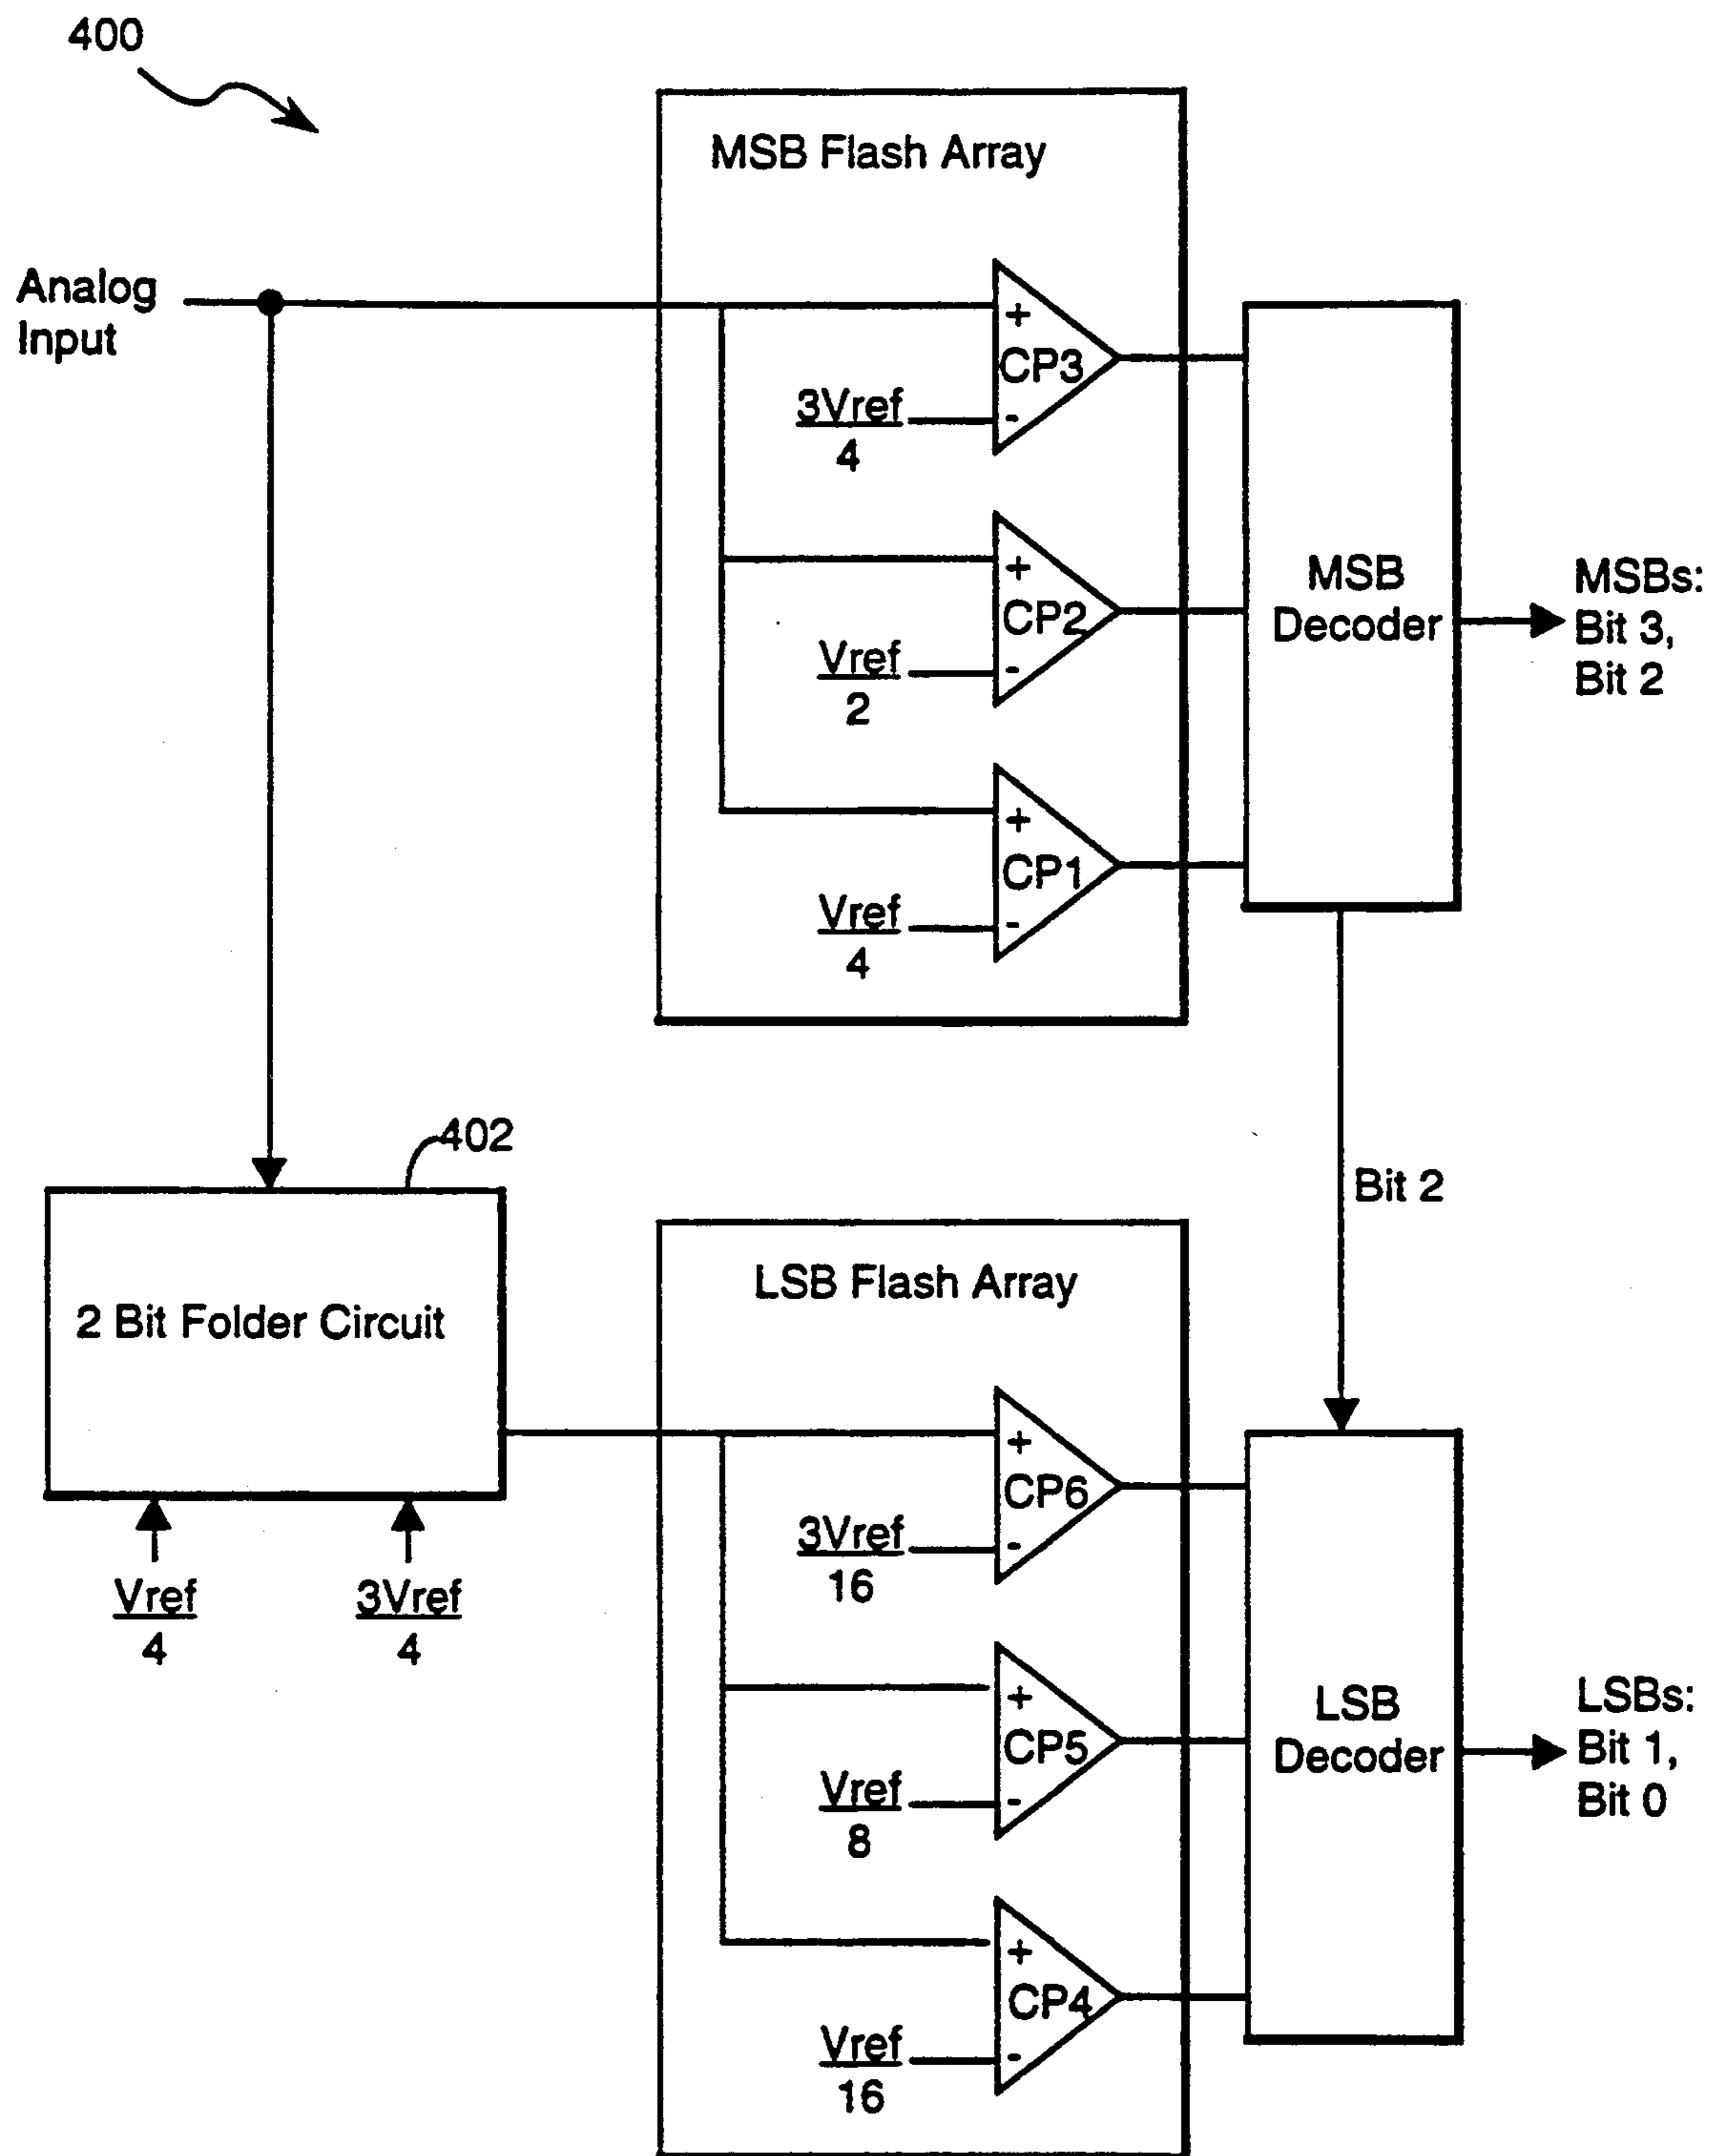 400
MSB Flash Array
Analog
Input
+
CP3
3Vref
4
-
+
CP2
Vref
2
-
+
CP1
Vref
4
-
MSB
Decoder
MSBs:
Bit 3,
Bit 2
402
Bit 2
2 Bit Folder Circuit
Vref
4
3Vref
4
LSB Flash Array
+
CP6
3Vref
16
-
+
CP5
Vref
8
-
+
CP4
Vref
16
-
LSB
Decoder
LSBs:
Bit 1,
Bit 0